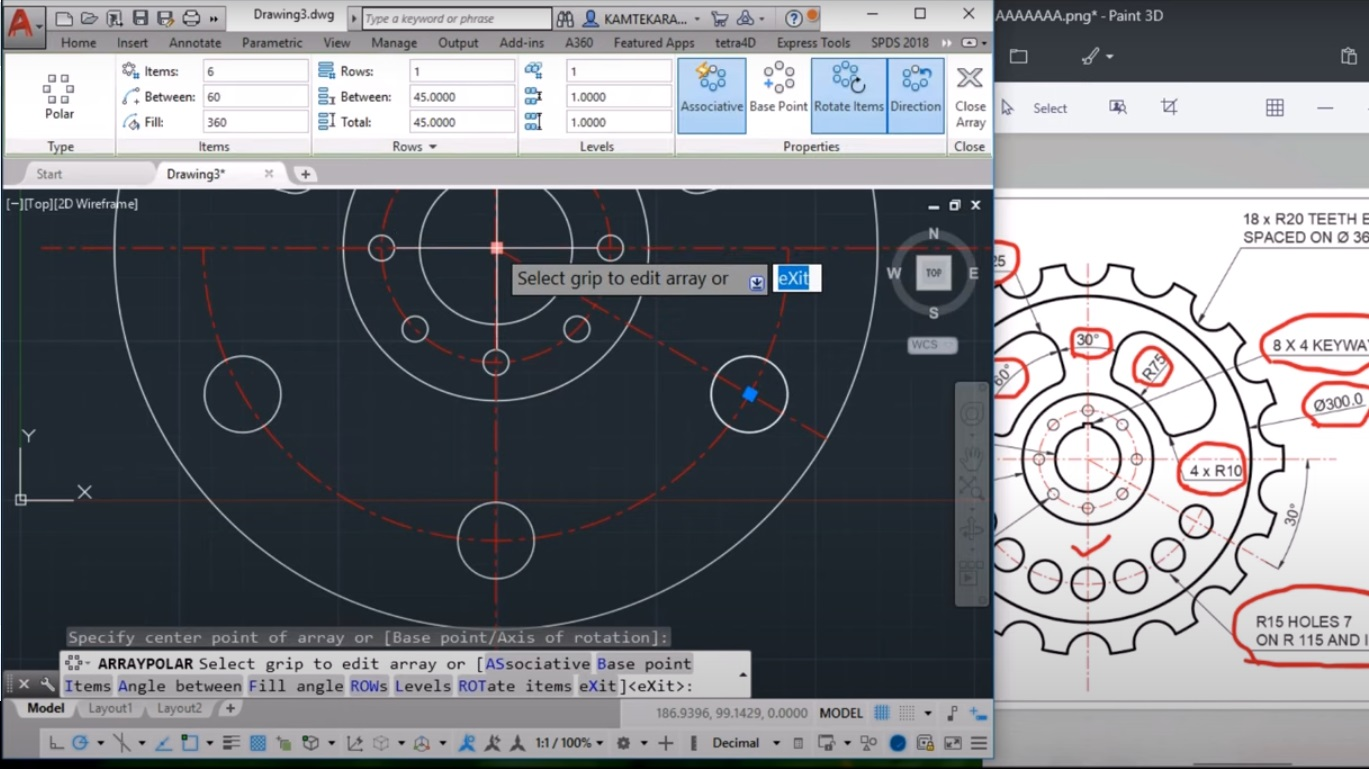 Drawing3.dwg
Type a keyword or phrase
KAMTEKARA...
Home Insert Annotate Parametric View Manage Output Add-ins A360 Featured Apps tetra4D Express Tools SPDS 2018
Polar
Type
Items: 6
Between: 60
Fill: 360
Items
Rows: 1
Between: 45.0000
Total: 45.0000
Rows
1
1.0000
1.0000
Levels
Associative Base Point Rotate Items Direction
Properties
Close
Array
Close
Start Drawing3*
[−][Top][2D Wireframe]
N
W TOP E
S
WCS
Select grip to edit array or eXit
Y
X
Specify center point of array or [Base point/Axis of rotation]:
ARRAYPOLAR Select grip to edit array or [ASsociative Base point
Items Angle between Fill angle ROWs Levels ROTate items eXit]<eXit>:
Model Layout1 Layout2 +
186.9396, 99.1429, 0.0000 MODEL
1:1 / 100% Decimal
AAAAAAA.png* - Paint 3D
Select
18 x R20 TEETH E
SPACED ON Ø 36
25
30°
60°
R75
8 X 4 KEYWA
Ø300.0
4 x R10
30°
R15 HOLES 7
ON R 115 AND